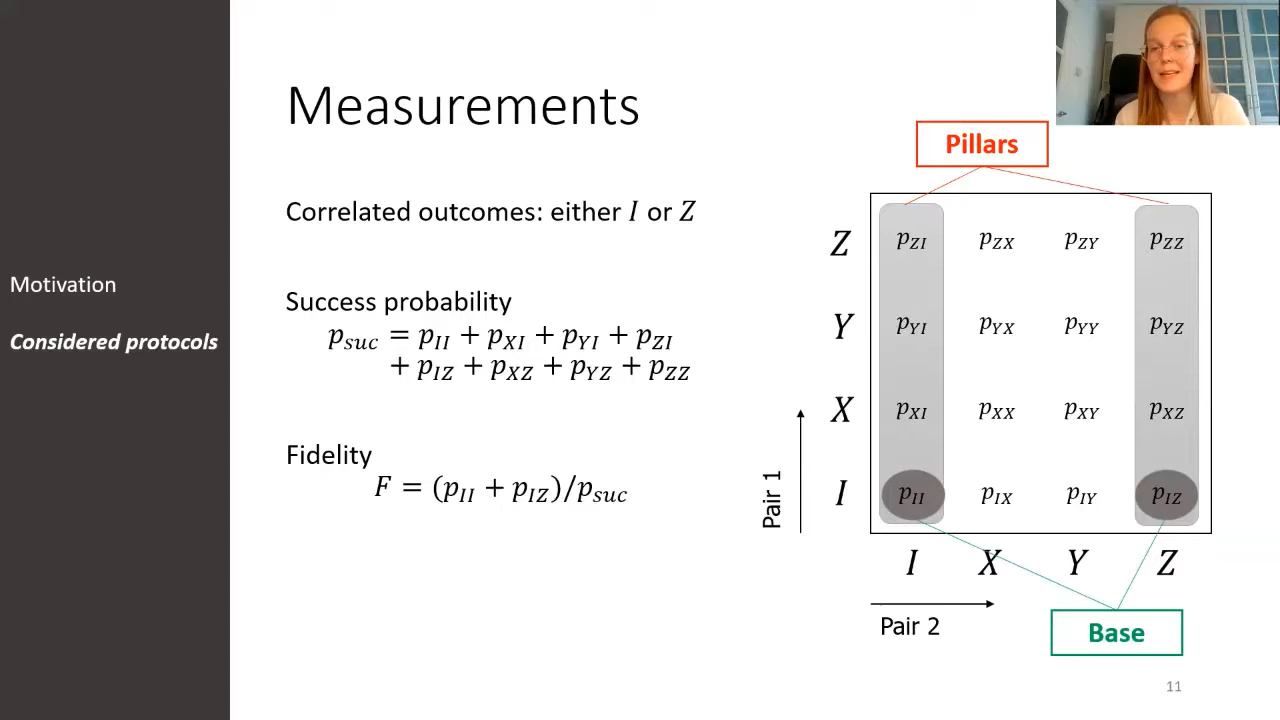 Measurements
Motivation
Considered protocols
Correlated outcomes: either I or Z
Success probability
p_suc = p_II + p_XI + p_YI + p_ZI
+ p_IZ + p_XZ + p_YZ + p_ZZ
Fidelity
F = (p_II + p_IZ)/p_suc
Pillars
Z p_ZI p_ZX p_ZY p_ZZ
Y p_YI p_YX p_YY p_YZ
X p_XI p_XX p_XY p_XZ
I p_II p_IX p_IY p_IZ
I X Y Z
Pair 1
Pair 2
Base
11